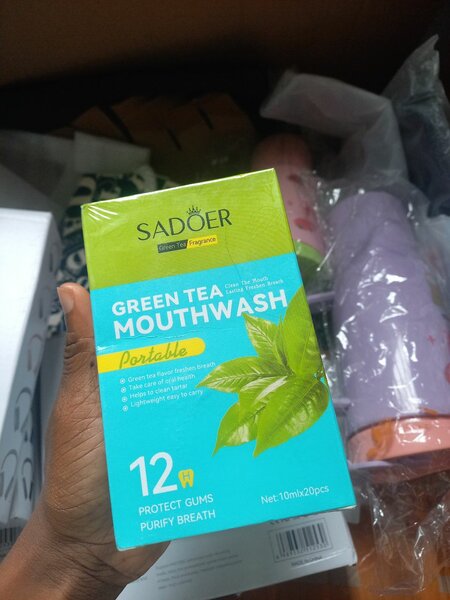 SADOER
Green Tea Fragrance
Clean The Mouth
Lasting Freshen Breath
GREEN TEA
MOUTHWASH
Portable
Green tea flavor freshen breath
Take care of oral health
Helps to clean tartar
Lightweight easy to carry
12
PROTECT GUMS
PURIFY BREATH
Net:10mlx20pcs